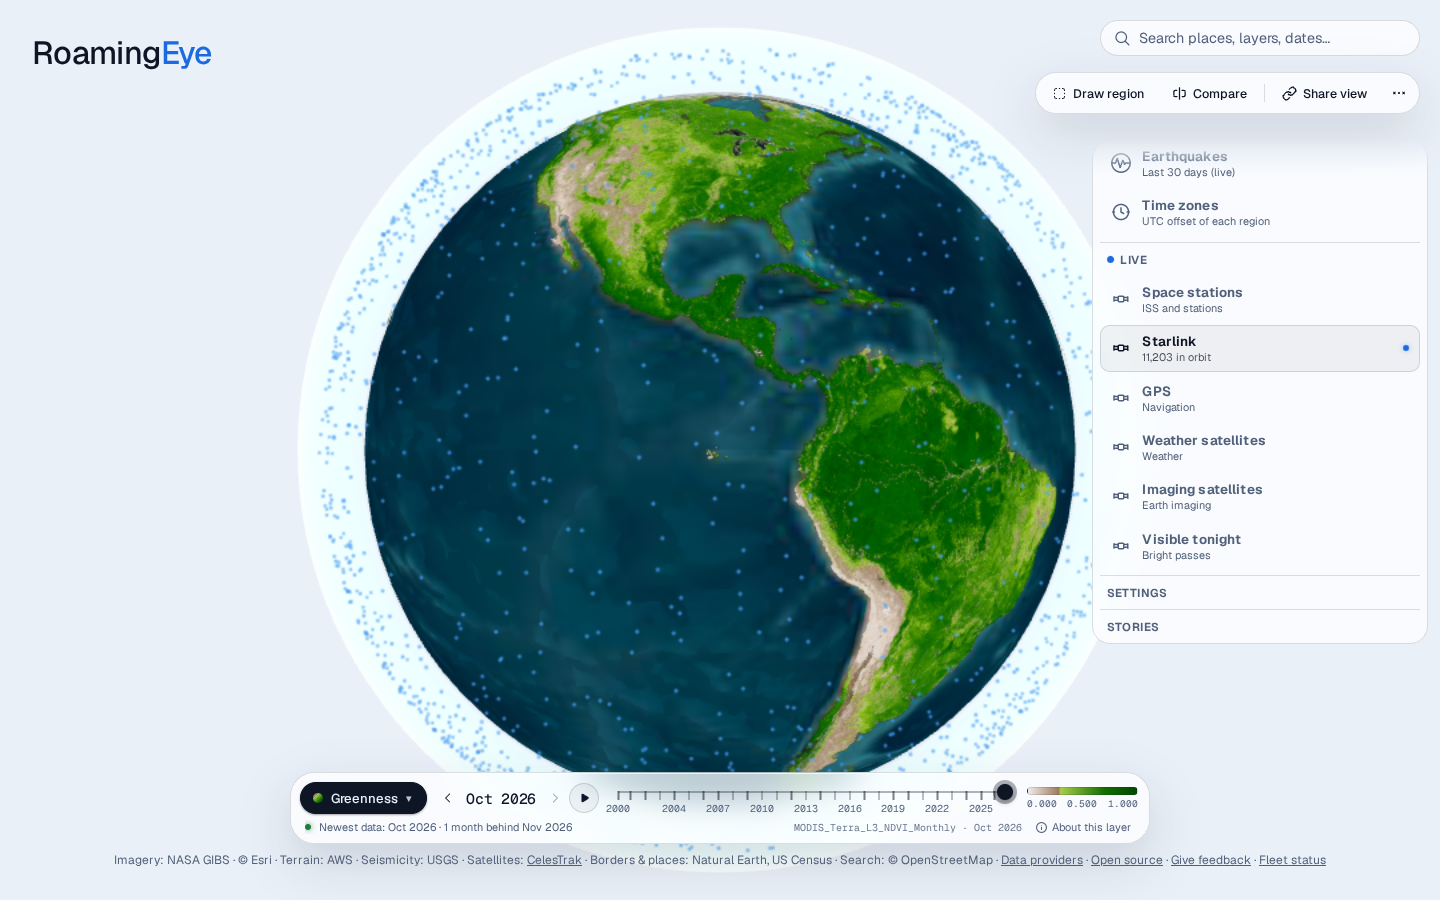 RoamingEye
Search places, layers, dates...
Draw region
Compare
Share view
Earthquakes
Last 30 days (live)
Time zones
UTC offset of each region
LIVE
Space stations
ISS and stations
Starlink
11,203 in orbit
GPS
Navigation
Weather satellites
Weather
Imaging satellites
Earth imaging
Visible tonight
Bright passes
SETTINGS
STORIES
Greenness
Oct 2026
2000 2004 2007 2010 2013 2016 2019 2022 2025
0.000 0.500 1.000
Newest data: Oct 2026 · 1 month behind Nov 2026
MODIS_Terra_L3_NDVI_Monthly · Oct 2026
About this layer
Imagery: NASA GIBS · © Esri · Terrain: AWS · Seismicity: USGS · Satellites: CelesTrak · Borders & places: Natural Earth, US Census · Search: © OpenStreetMap · Data providers · Open source · Give feedback · Fleet status